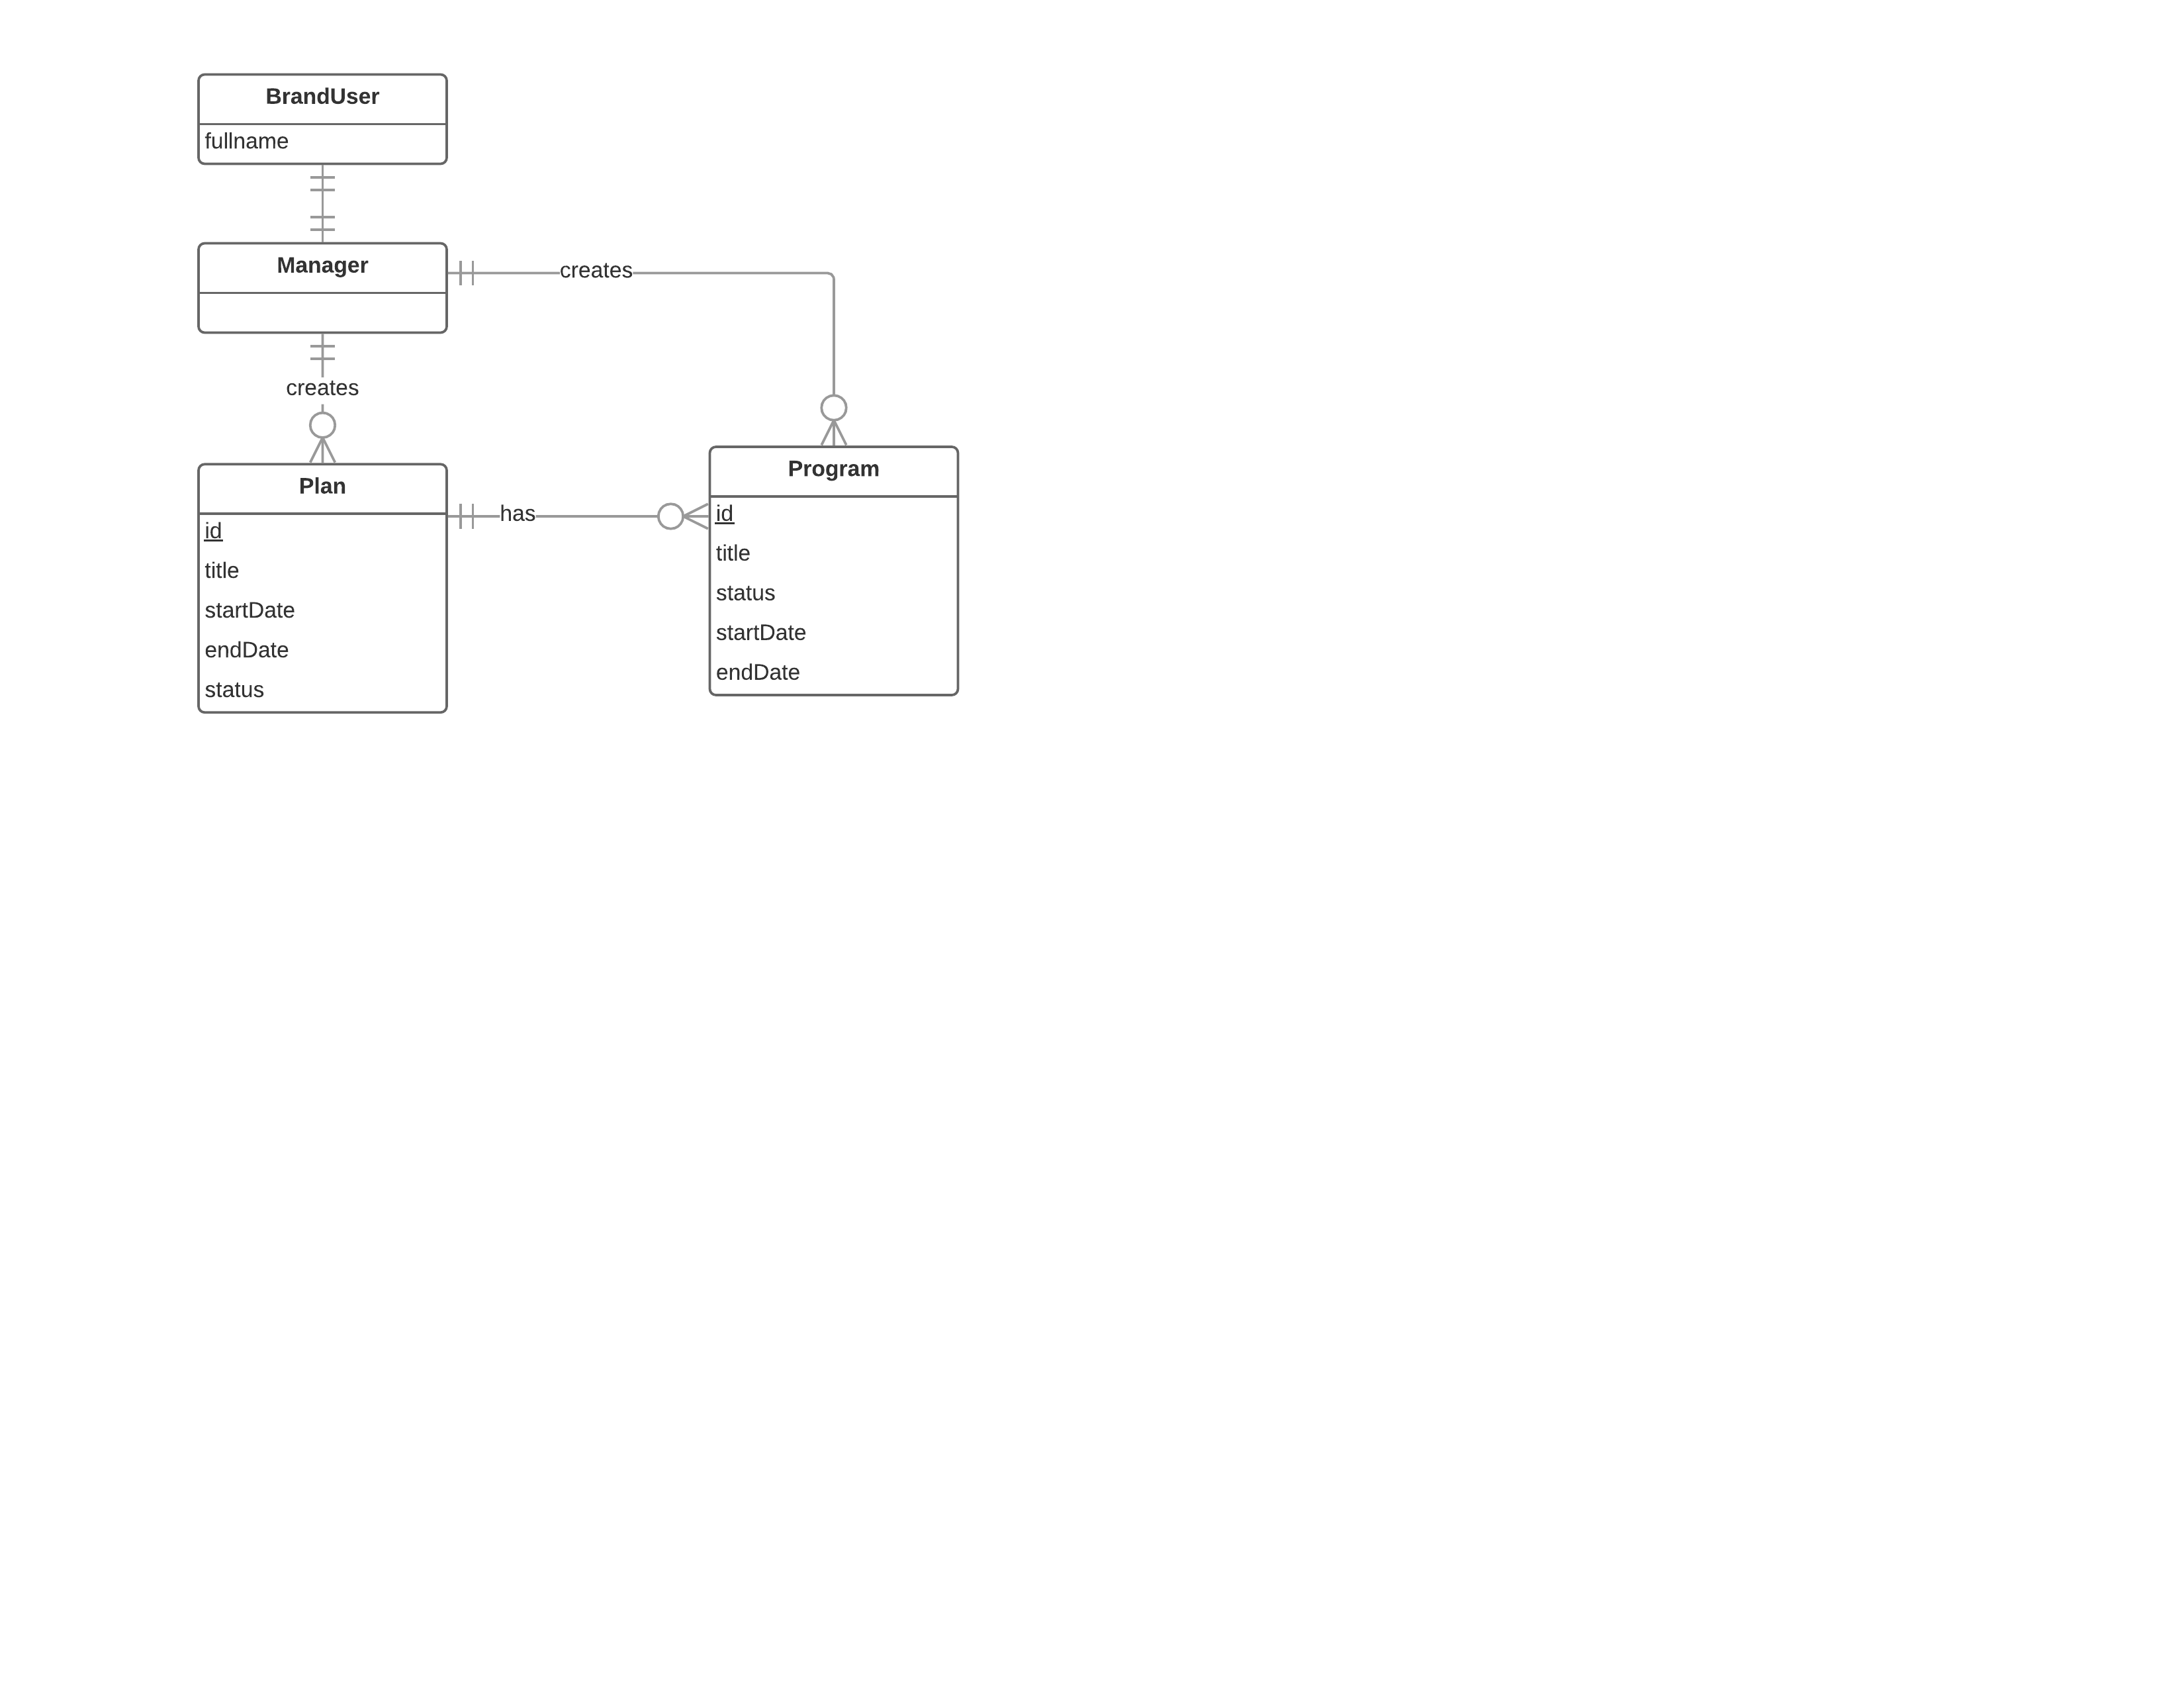 BrandUser
fullname
Manager
creates
creates
Plan
id
title
startDate
endDate
status
has
Program
id
title
status
startDate
endDate